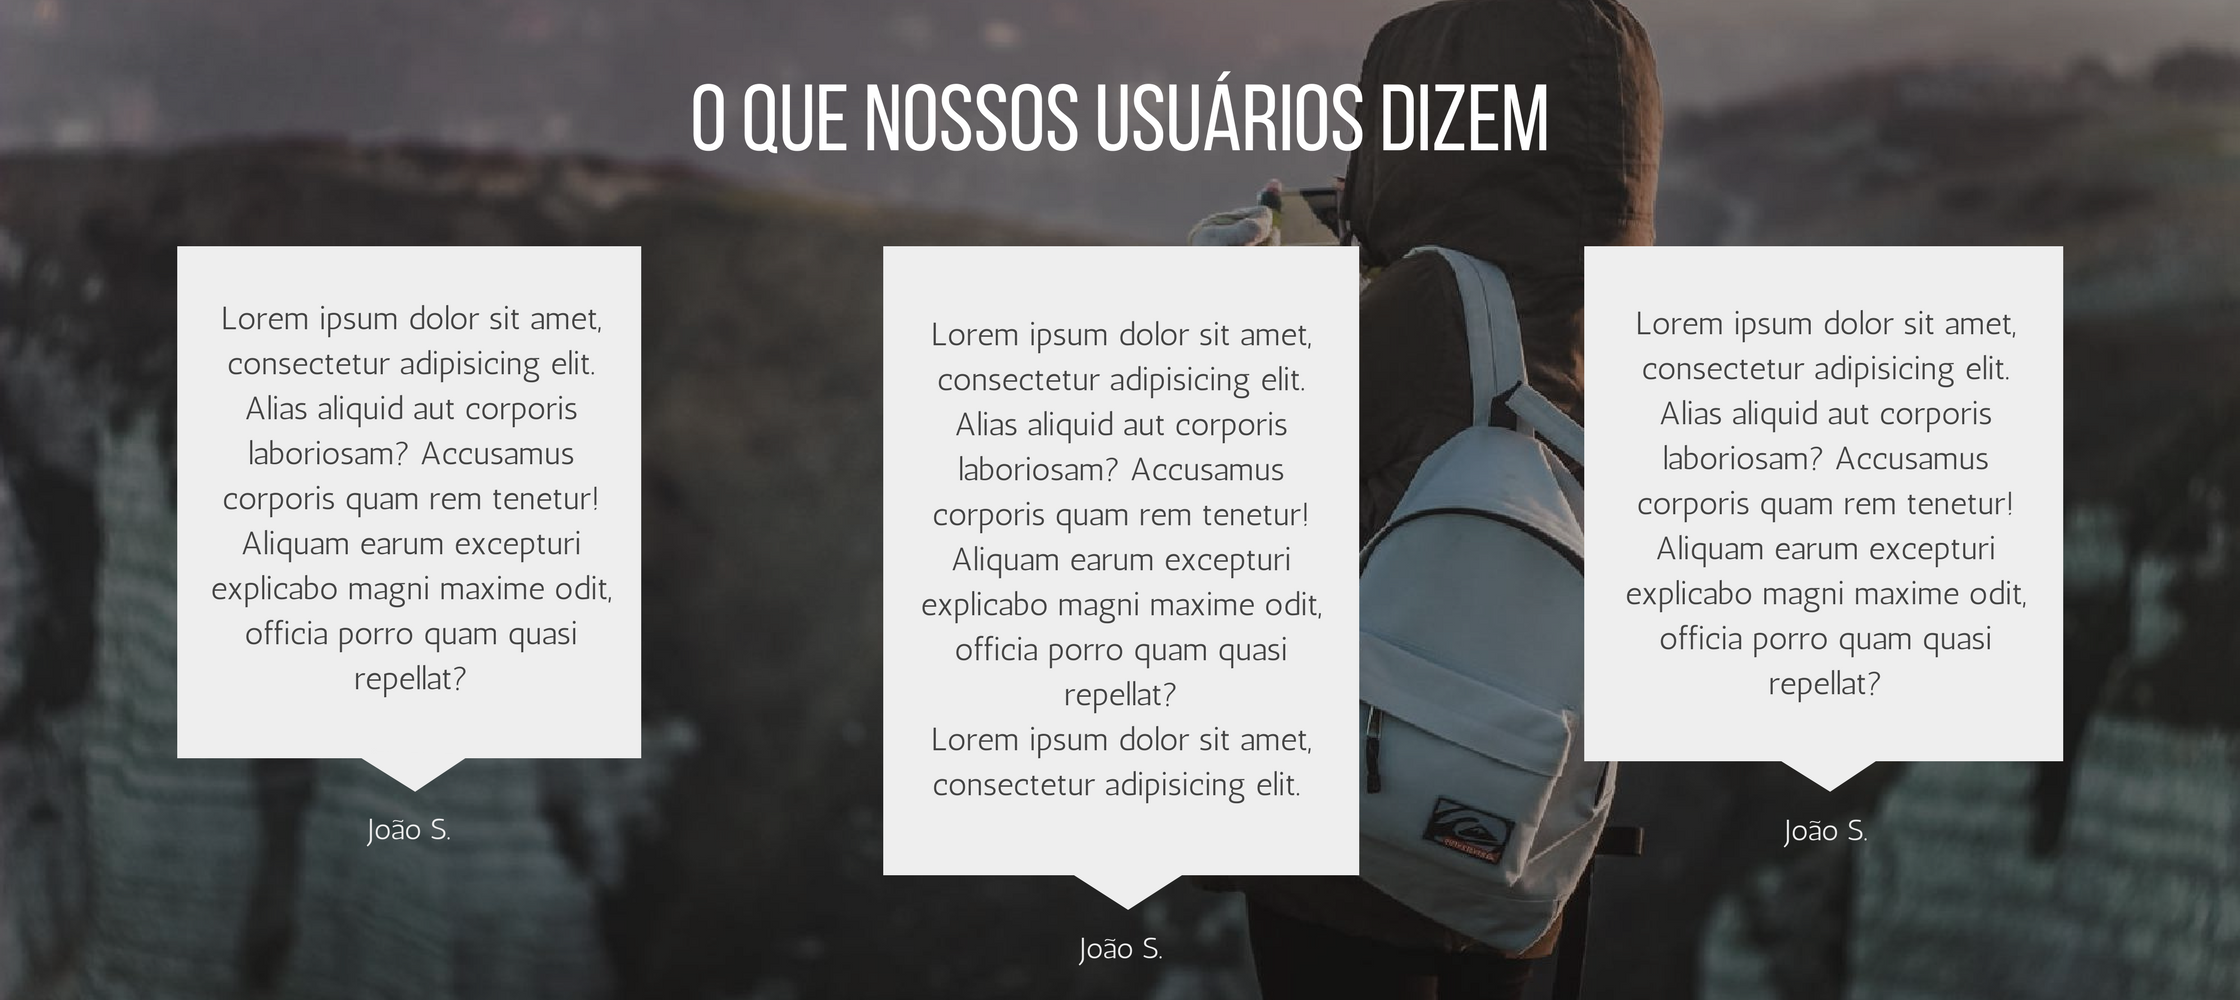 O QUE NOSSOS USUÁRIOS DIZEM
Lorem ipsum dolor sit amet,
consectetur adipisicing elit.
Alias aliquid aut corporis
laboriosam? Accusamus
corporis quam rem tenetur!
Aliquam earum excepturi
explicabo magni maxime odit,
officia porro quam quasi
repellat?
João S.
Lorem ipsum dolor sit amet,
consectetur adipisicing elit.
Alias aliquid aut corporis
laboriosam? Accusamus
corporis quam rem tenetur!
Aliquam earum excepturi
explicabo magni maxime odit,
officia porro quam quasi
repellat?
Lorem ipsum dolor sit amet,
consectetur adipisicing elit.
João S.
Lorem ipsum dolor sit amet,
consectetur adipisicing elit.
Alias aliquid aut corporis
laboriosam? Accusamus
corporis quam rem tenetur!
Aliquam earum excepturi
explicabo magni maxime odit,
officia porro quam quasi
repellat?
João S.